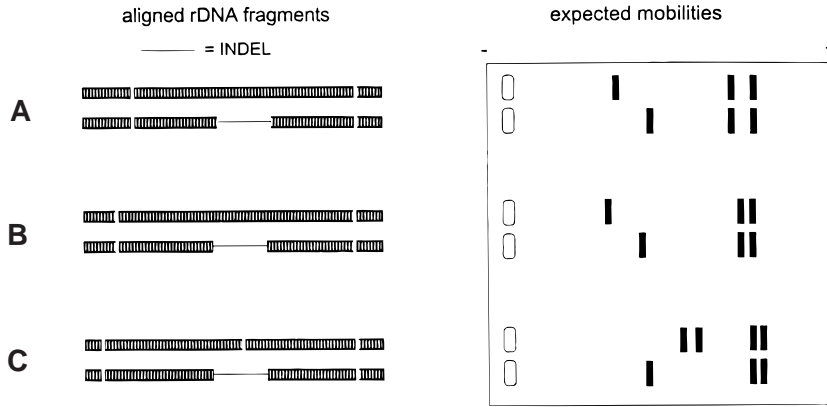 aligned rDNA fragments
expected mobilities
= INDEL
-
A
B
C